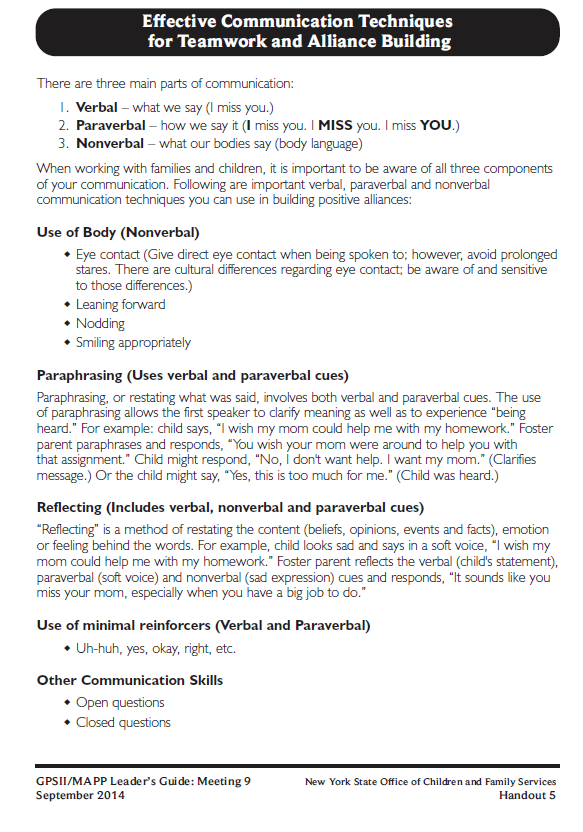 Effective Communication Techniques
for Teamwork and Alliance Building
There are three main parts of communication:
1. Verbal – what we say (I miss you.)
2. Paraverbal – how we say it (I miss you. I MISS you. I miss YOU.)
3. Nonverbal – what our bodies say (body language)
When working with families and children, it is important to be aware of all three components
of your communication. Following are important verbal, paraverbal and nonverbal
communication techniques you can use in building positive alliances:
Use of Body (Nonverbal)
◆ Eye contact (Give direct eye contact when being spoken to; however, avoid prolonged
stares. There are cultural differences regarding eye contact; be aware of and sensitive
to those differences.)
◆ Leaning forward
◆ Nodding
◆ Smiling appropriately
Paraphrasing (Uses verbal and paraverbal cues)
Paraphrasing, or restating what was said, involves both verbal and paraverbal cues. The use
of paraphrasing allows the first speaker to clarify meaning as well as to experience “being
heard.” For example: child says, “I wish my mom could help me with my homework.” Foster
parent paraphrases and responds, “You wish your mom were around to help you with
that assignment.” Child might respond, “No, I don't want help. I want my mom.” (Clarifies
message.) Or the child might say, “Yes, this is too much for me.” (Child was heard.)
Reflecting (Includes verbal, nonverbal and paraverbal cues)
“Reflecting” is a method of restating the content (beliefs, opinions, events and facts), emotion
or feeling behind the words. For example, child looks sad and says in a soft voice, “I wish my
mom could help me with my homework.” Foster parent reflects the verbal (child's statement),
paraverbal (soft voice) and nonverbal (sad expression) cues and responds, “It sounds like you
miss your mom, especially when you have a big job to do.”
Use of minimal reinforcers (Verbal and Paraverbal)
◆ Uh-huh, yes, okay, right, etc.
Other Communication Skills
◆ Open questions
◆ Closed questions
GPSII/MAPP Leader’s Guide: Meeting 9 New York State Office of Children and Family Services
September 2014 Handout 5